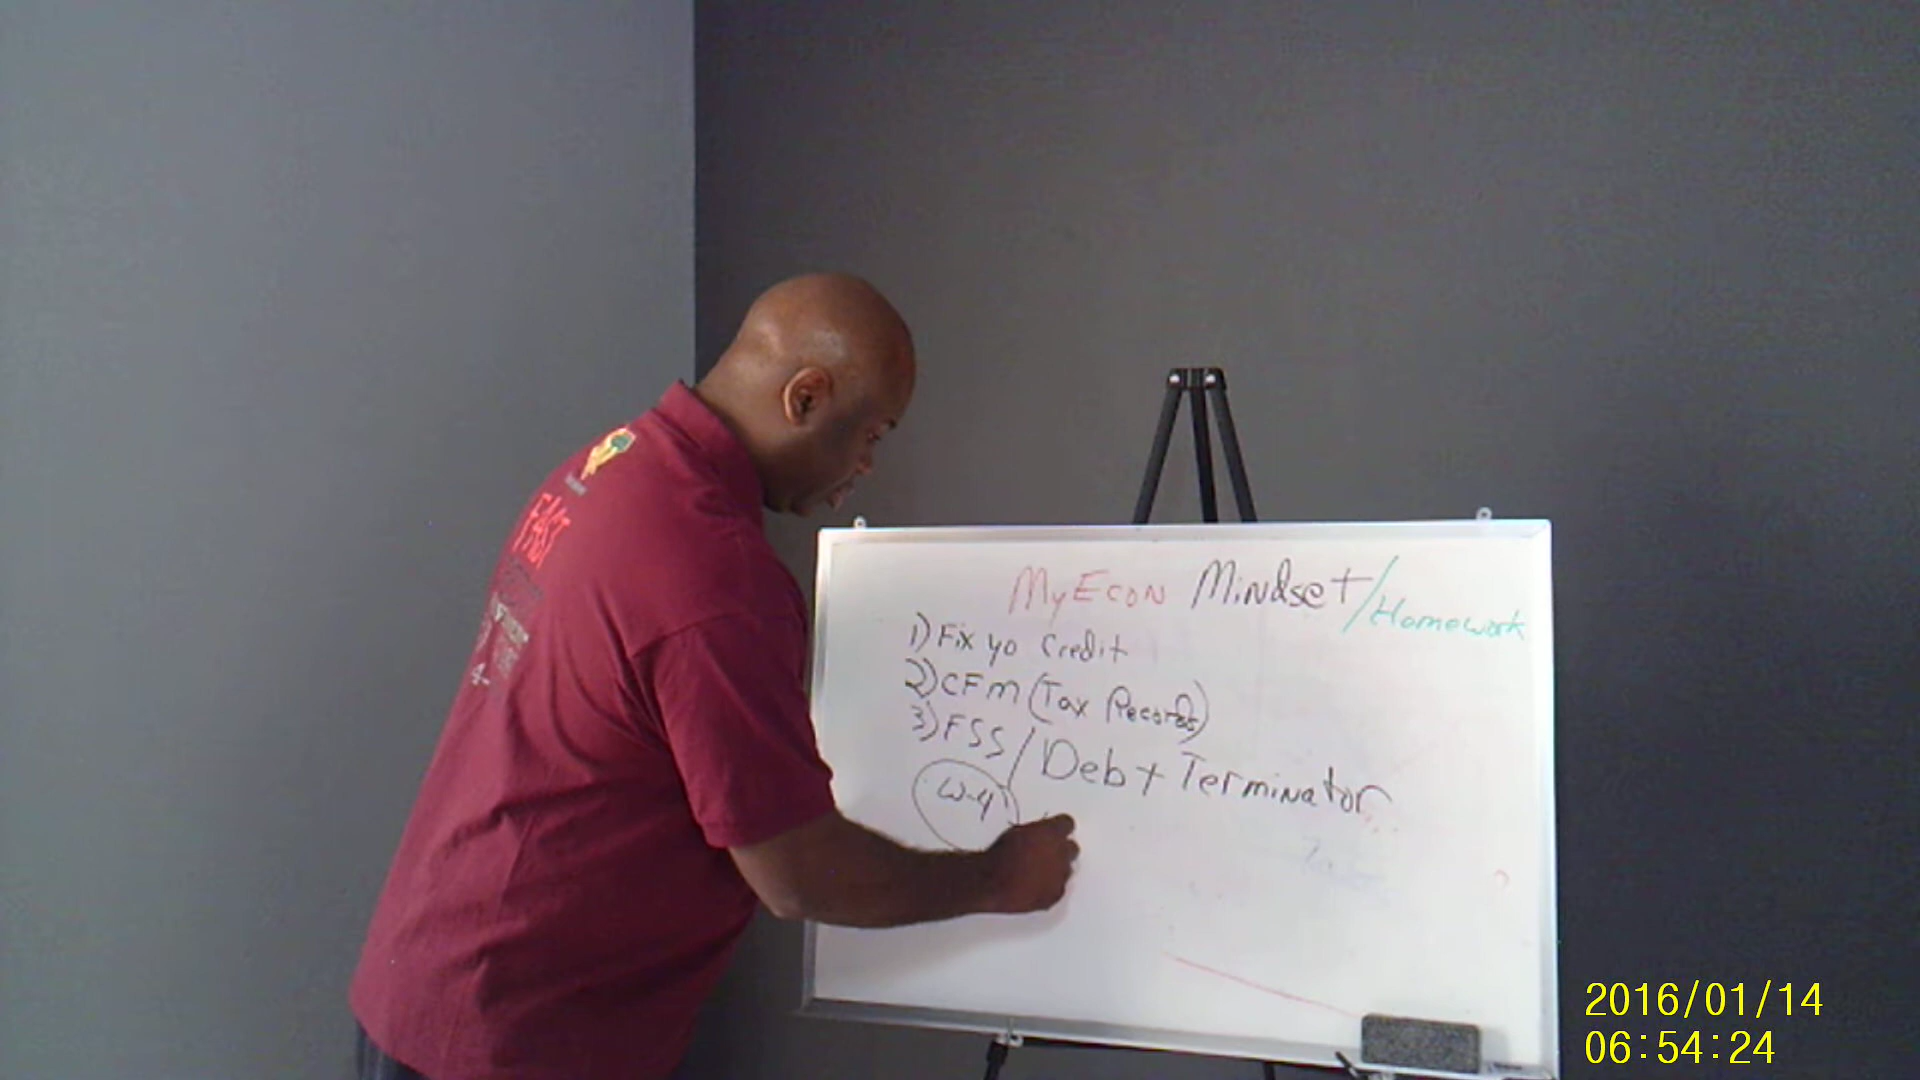 MyEcon Mindset/Homework
1) Fix yo Credit
2) CFM (Tax Records)
3) FSS / Debt Terminator
W-4
FAST
2016/01/14
06:54:24